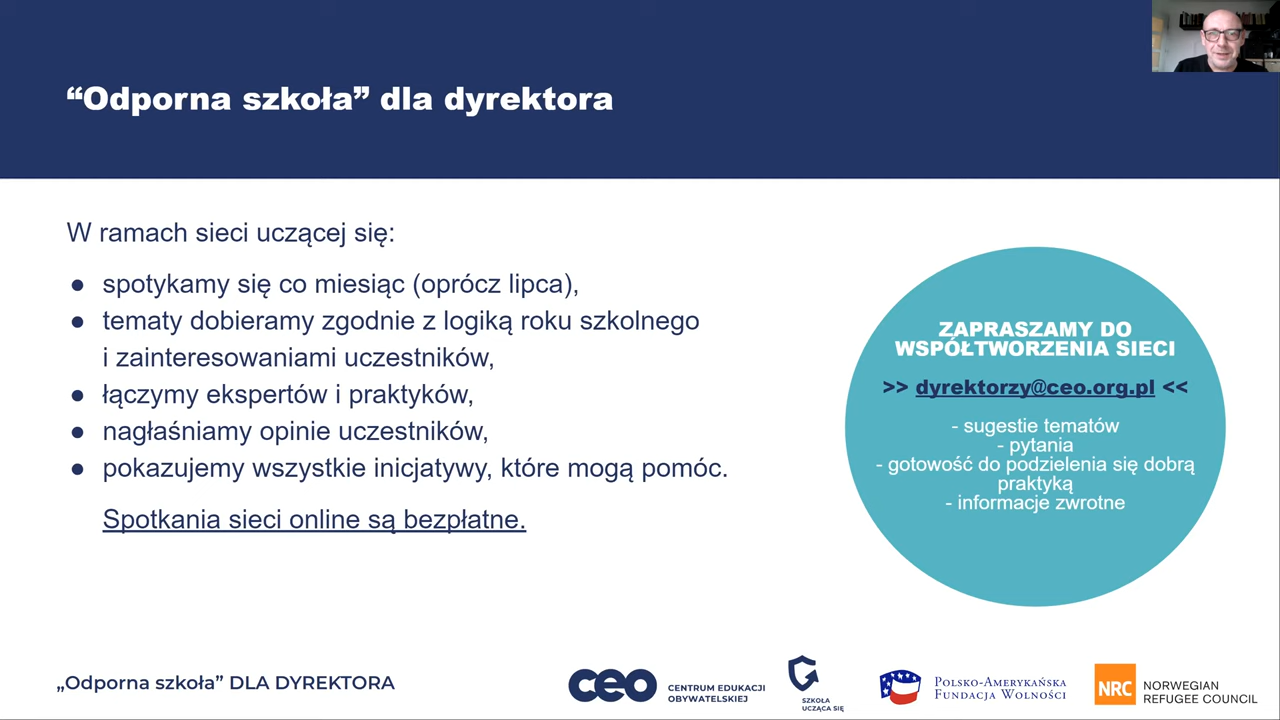 “Odporna szkoła” dla dyrektora
W ramach sieci uczącej się:
● spotykamy się co miesiąc (oprócz lipca),
● tematy dobieramy zgodnie z logiką roku szkolnego
i zainteresowaniami uczestników,
● łączymy ekspertów i praktyków,
● nagłaśniamy opinie uczestników,
● pokazujemy wszystkie inicjatywy, które mogą pomóc.
Spotkania sieci online są bezpłatne.
ZAPRASZAMY DO
WSPÓŁTWORZENIA SIECI
>> dyrektorzy@ceo.org.pl <<
- sugestie tematów
- pytania
- gotowość do podzielenia się dobrą
praktyką
- informacje zwrotne
„Odporna szkoła” DLA DYREKTORA
ceo
CENTRUM EDUKACJI
OBYWATELSKIEJ
SZKOŁA
UCZĄCA SIĘ
POLSKO-AMERYKAŃSKA
FUNDACJA WOLNOŚCI
NRC
NORWEGIAN
REFUGEE COUNCIL